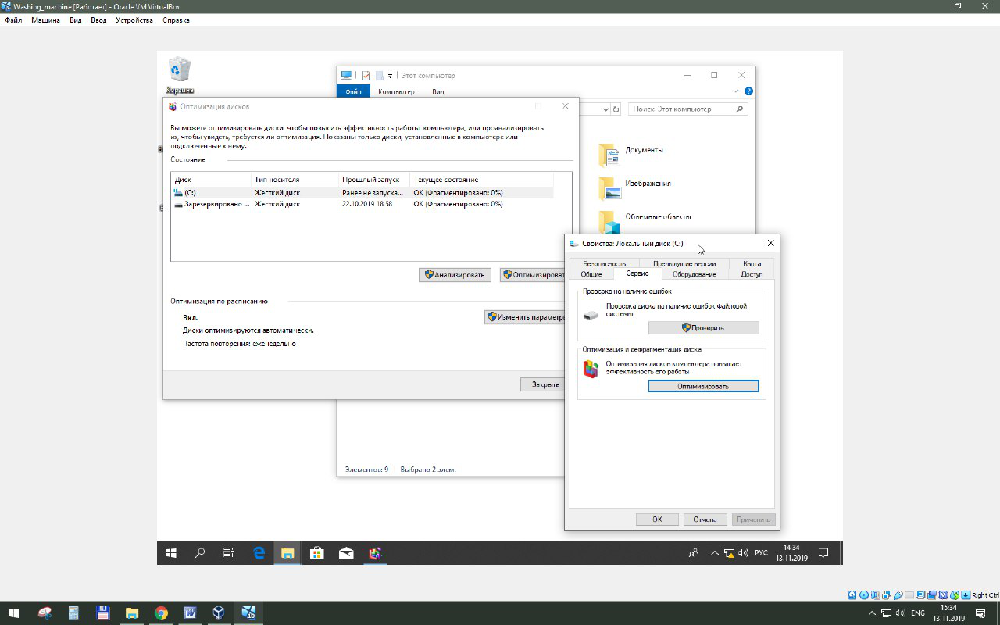 Washing_machine [Работает] - Oracle VM VirtualBox
Файл Машина Вид Ввод Устройства Справка
Корзина
Этот компьютер
Файл Компьютер Вид
Поиск: Этот компьютер
Документы
Изображения
Объемные объекты
Элементов: 9 Выбрано 2 элем.
Оптимизация дисков
Вы можете оптимизировать диски, чтобы повысить эффективность работы компьютера, или проанализировать
их, чтобы увидеть, требуется ли оптимизация. Показаны только диски, установленные в компьютере или
подключенные к нему.
Состояние
Диск Тип носителя Прошлый запуск Текущее состояние
(C:) Жесткий диск Ранее не запуска... ОК (Фрагментировано: 0%)
Зарезервировано ... Жесткий диск 22.10.2019 18:58 ОК (Фрагментировано: 0%)
Анализировать Оптимизироват
Оптимизация по расписанию
Вкл.
Изменить параметры
Диски оптимизируются автоматически.
Частота повторения: еженедельно
Закрыть
Свойства: Локальный диск (C:)
Безопасность Предыдущие версии Квота
Общие Сервис Оборудование Доступ
Проверка на наличие ошибок
Проверка диска на наличие ошибок файловой
системы.
Проверить
Оптимизация и дефрагментация диска
Оптимизация дисков компьютера повышает
эффективность его работы.
Оптимизировать
ОК Отмена Применить
РУС
14:34
13.11.2019
Right Ctrl
ENG
15:34
13.11.2019